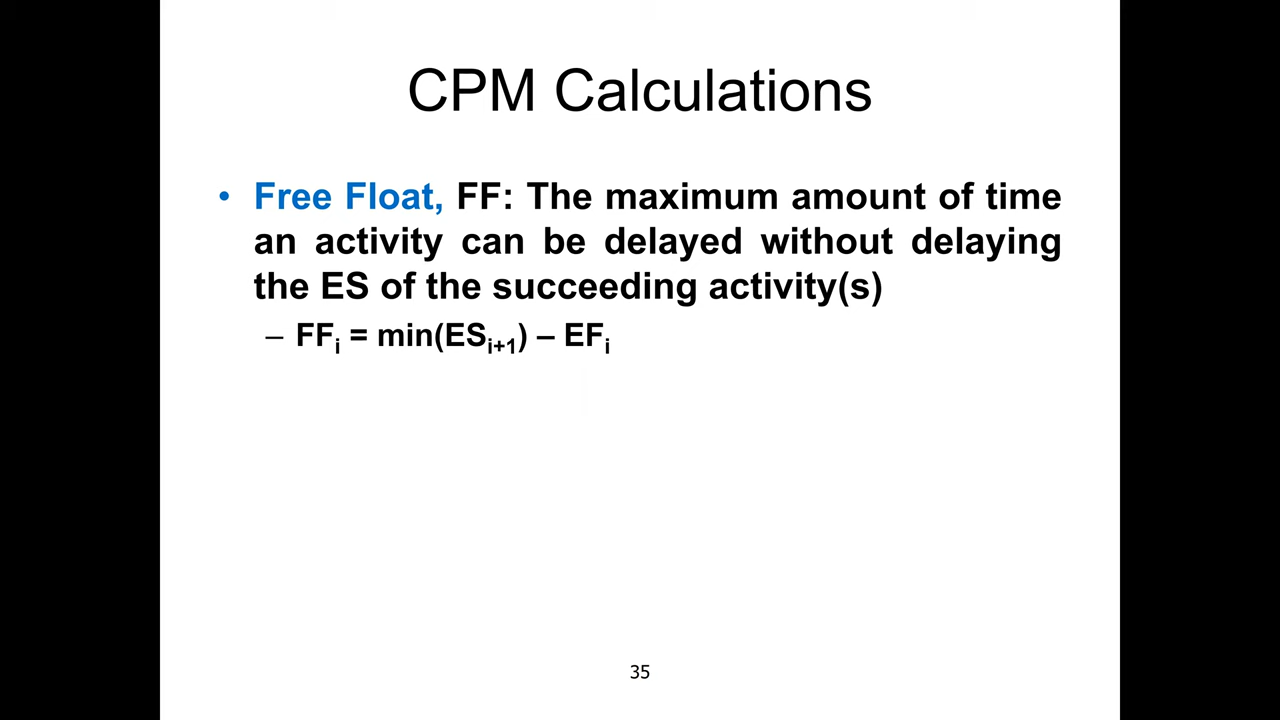 CPM Calculations
• Free Float, FF: The maximum amount of time
an activity can be delayed without delaying
the ES of the succeeding activity(s)
– FFi = min(ESi+1) – EFi
35